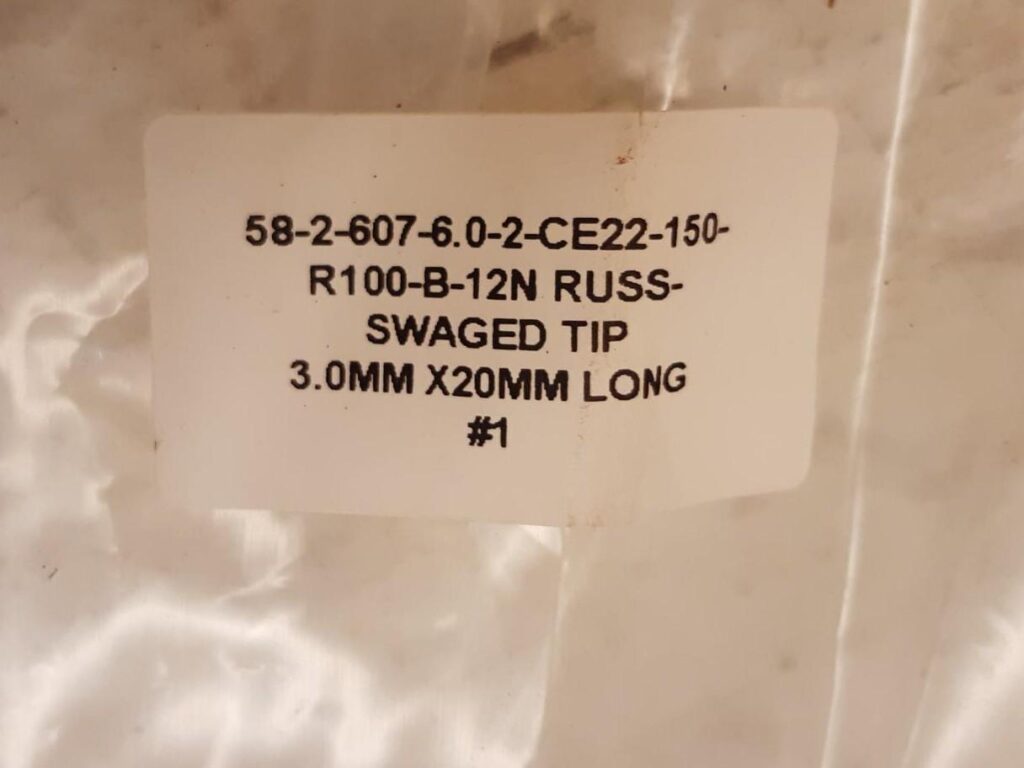 58-2-607-6.0-2-CE22-150-
R100-B-12N RUSS-
SWAGED TIP
3.0MM X20MM LONG
#1